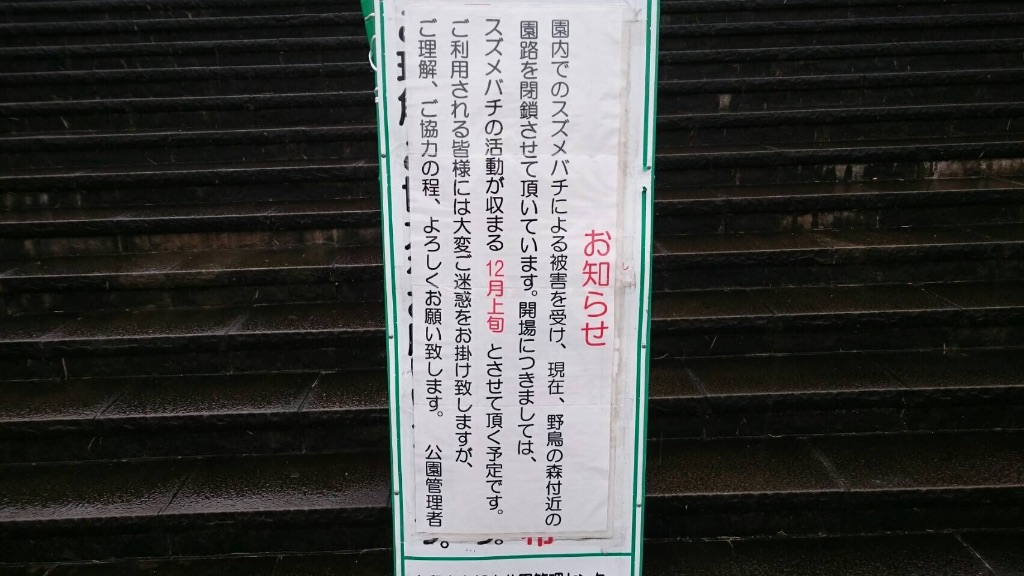 お知らせ
園内でのスズメバチによる被害を受け、現在、野鳥の森付近の
園路を閉鎖させて頂いています。開場につきましては、
スズメバチの活動が収まる 12月上旬 とさせて頂く予定です。
ご利用される皆様には大変ご迷惑をお掛け致しますが、
ご理解、ご協力の程、よろしくお願い致します。 公園管理者